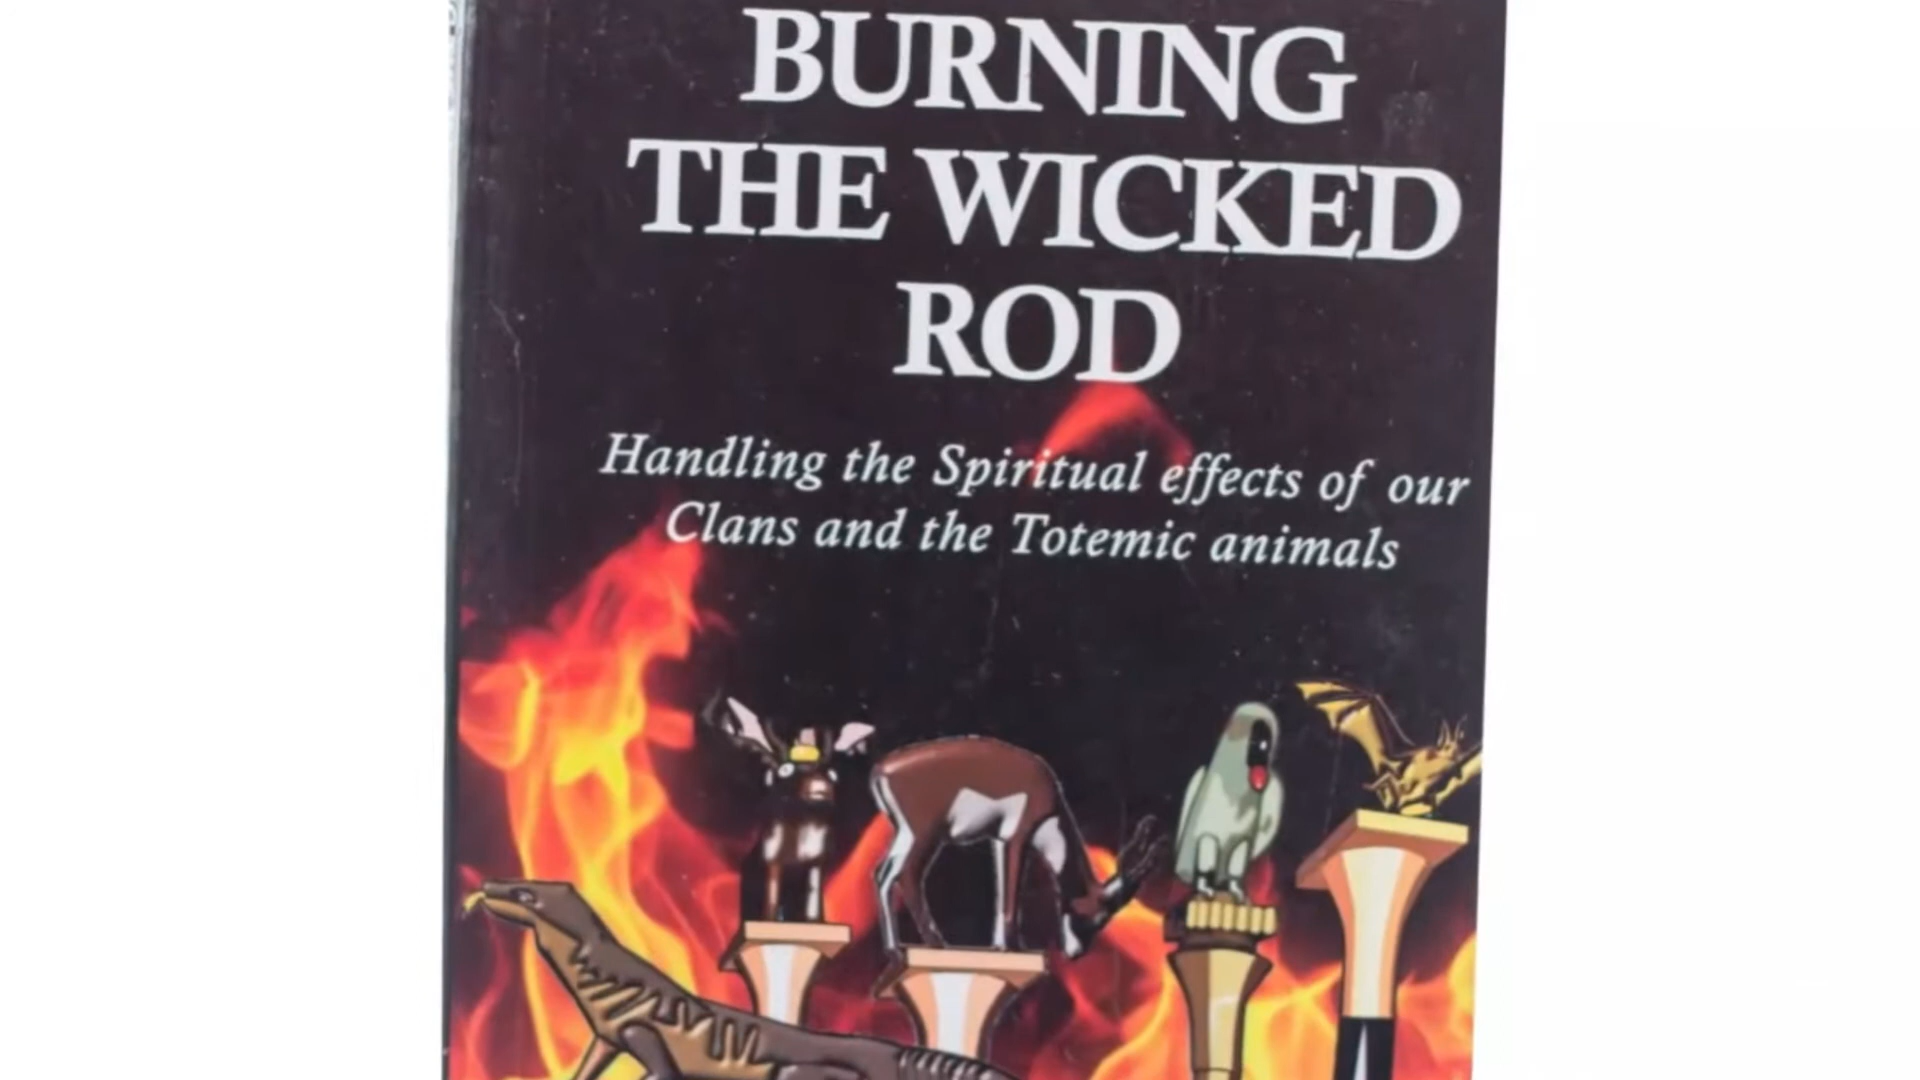 BURNING
THE WICKED
ROD
Handling the Spiritual effects of our
Clans and the Totemic animals